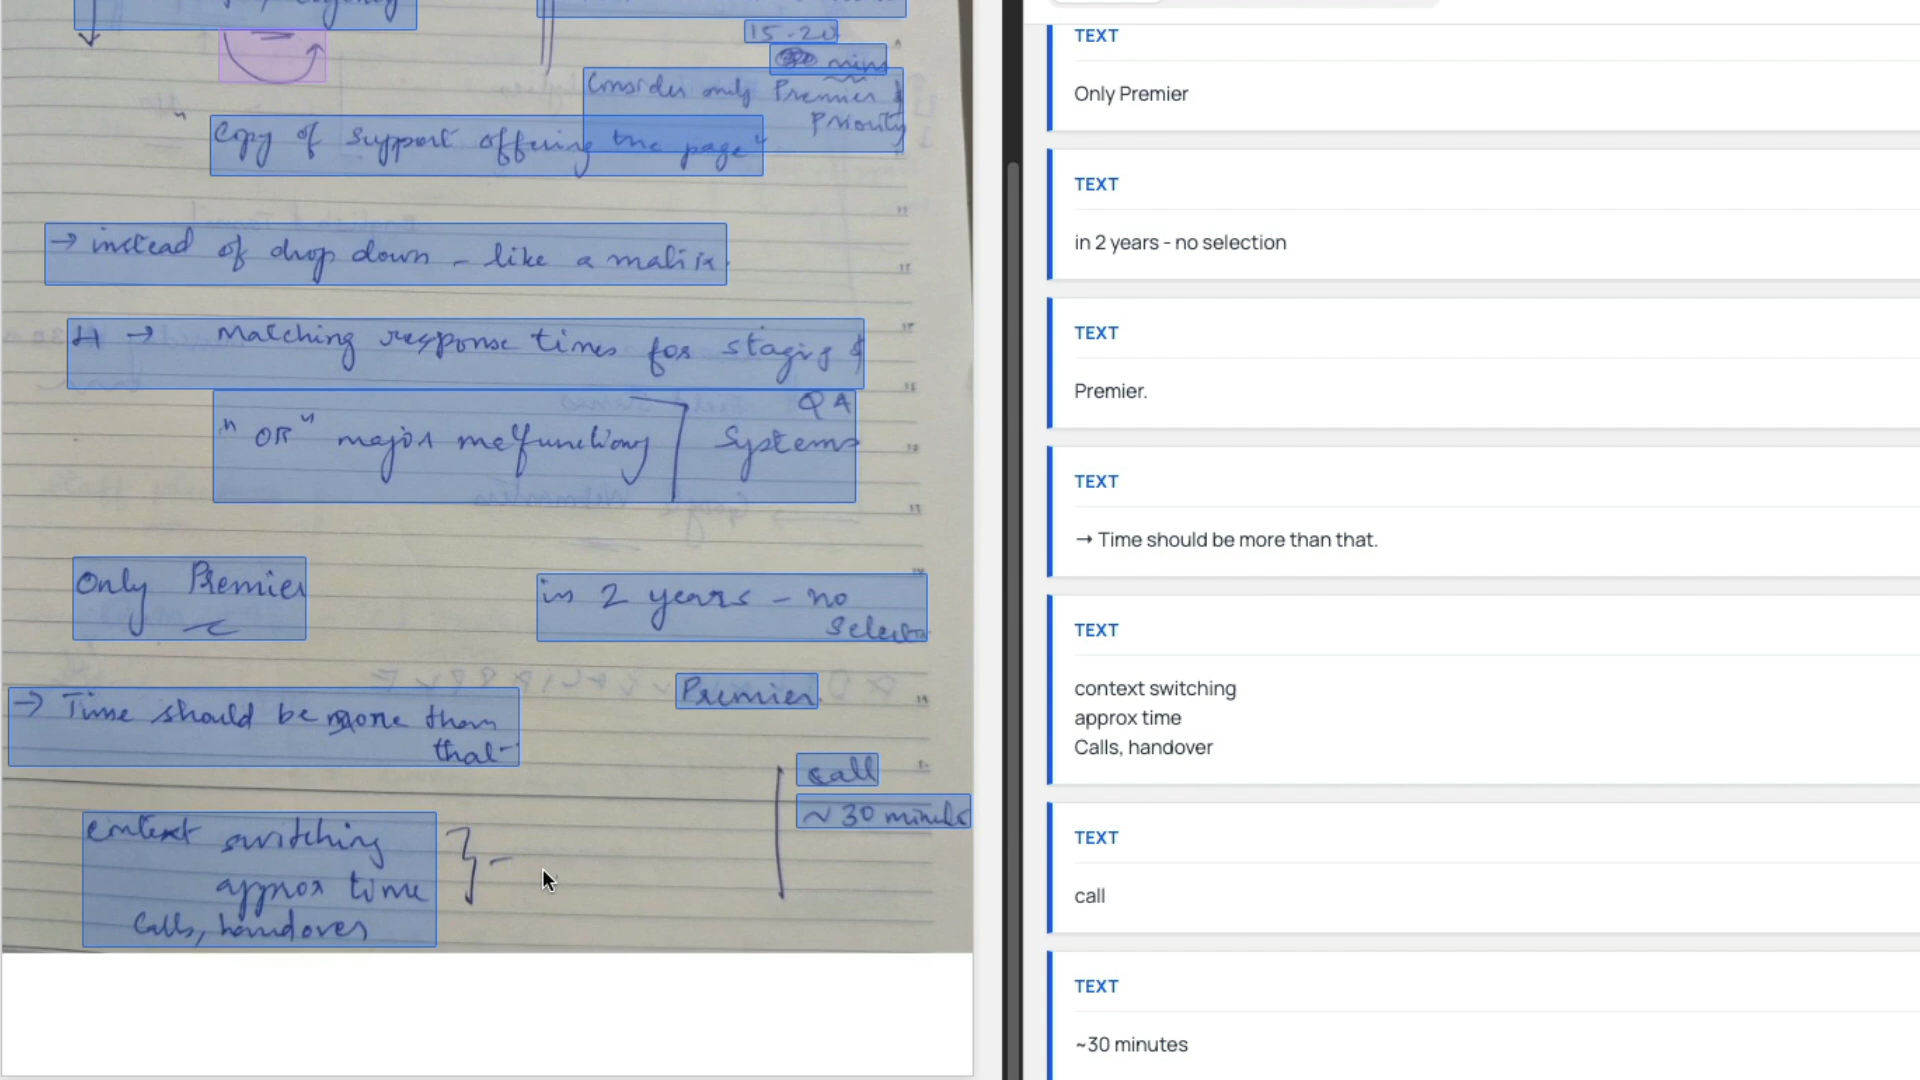 15-20
mins
Consider only Premier &
Priority
"Copy of support offering the page"
→ instead of drop down - like a matrix.
4 → Matching response times for staging &
QA
"OR" major malfunctions Systems
Only Premier
in 2 years - no
selection
Premier.
→ Time should be more than
that
call
~ 30 minutes
context switching
approx time
Calls, handover
TEXT
Only Premier
TEXT
in 2 years - no selection
TEXT
Premier.
TEXT
→ Time should be more than that.
TEXT
context switching
approx time
Calls, handover
TEXT
call
TEXT
~30 minutes